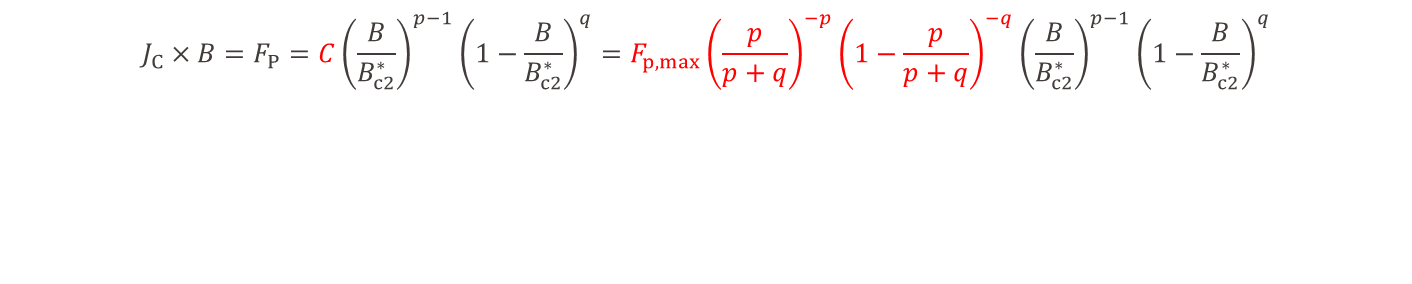 J_C × B = F_P = C (B/B*_c2)^(p−1) (1 − B/B*_c2)^q = F_p,max (p/(p + q))^(−p) (1 − p/(p + q))^(−q) (B/B*_c2)^(p−1) (1 − B/B*_c2)^q